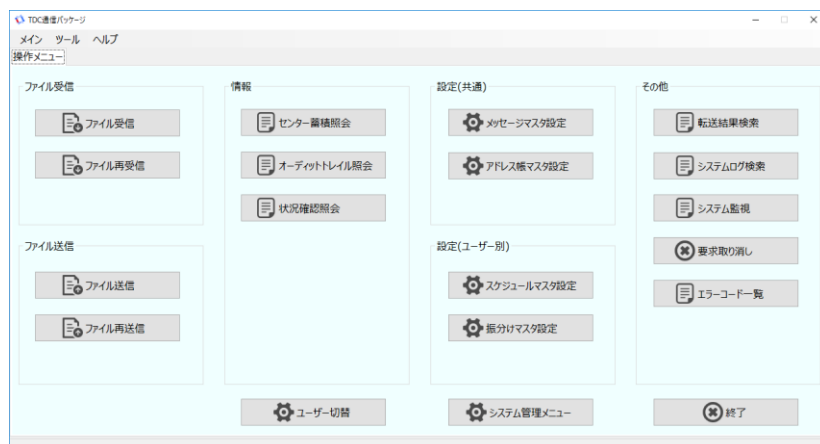 TDC通信パッケージ
メイン ツール ヘルプ
操作メニュー
ファイル受信
ファイル受信
ファイル再受信
ファイル送信
ファイル送信
ファイル再送信
情報
センター蓄積照会
オーディットトレイル照会
状況確認照会
設定(共通)
メッセージマスタ設定
アドレス帳マスタ設定
設定(ユーザー別)
スケジュールマスタ設定
振分けマスタ設定
その他
転送結果検索
システムログ検索
システム監視
要求取り消し
エラーコード一覧
ユーザー切替
システム管理メニュー
終了